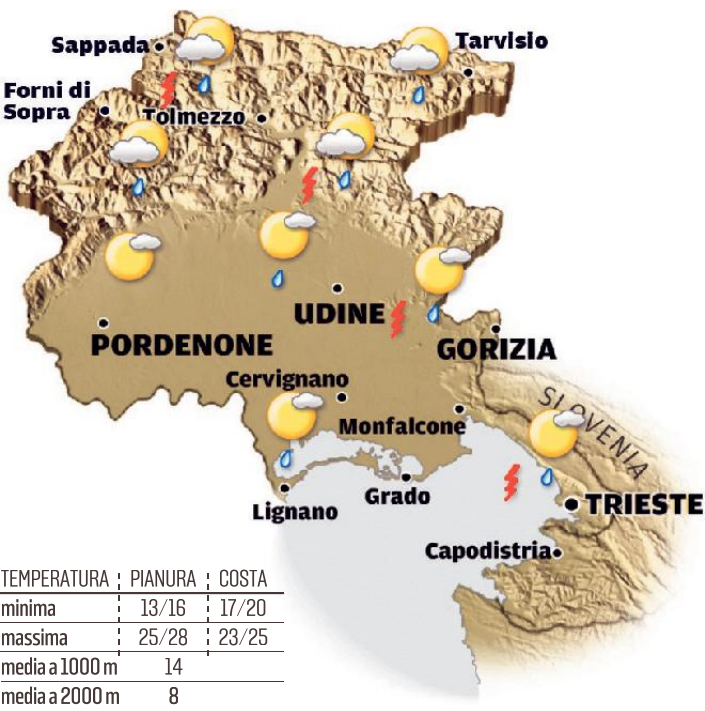 Sappada
Tarvisio
Forni di
Sopra
Tolmezzo
UDINE
PORDENONE
GORIZIA
Cervignano
SLOVENIA
Monfalcone
Grado
Lignano
TRIESTE
Capodistria
TEMPERATURA PIANURA COSTA
minima 13/16 17/20
massima 25/28 23/25
media a 1000 m 14
media a 2000 m 8